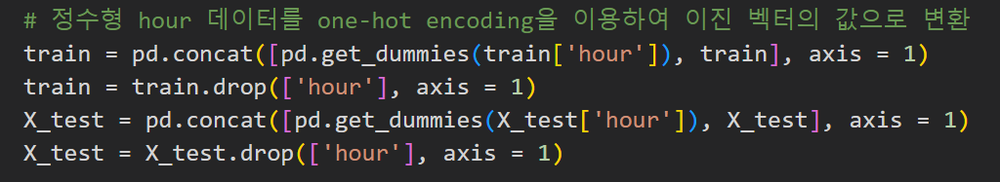 # 정수형 hour 데이터를 one-hot encoding을 이용하여 이진 벡터의 값으로 변환
train = pd.concat([pd.get_dummies(train['hour']), train], axis = 1)
train = train.drop(['hour'], axis = 1)
X_test = pd.concat([pd.get_dummies(X_test['hour']), X_test], axis = 1)
X_test = X_test.drop(['hour'], axis = 1)